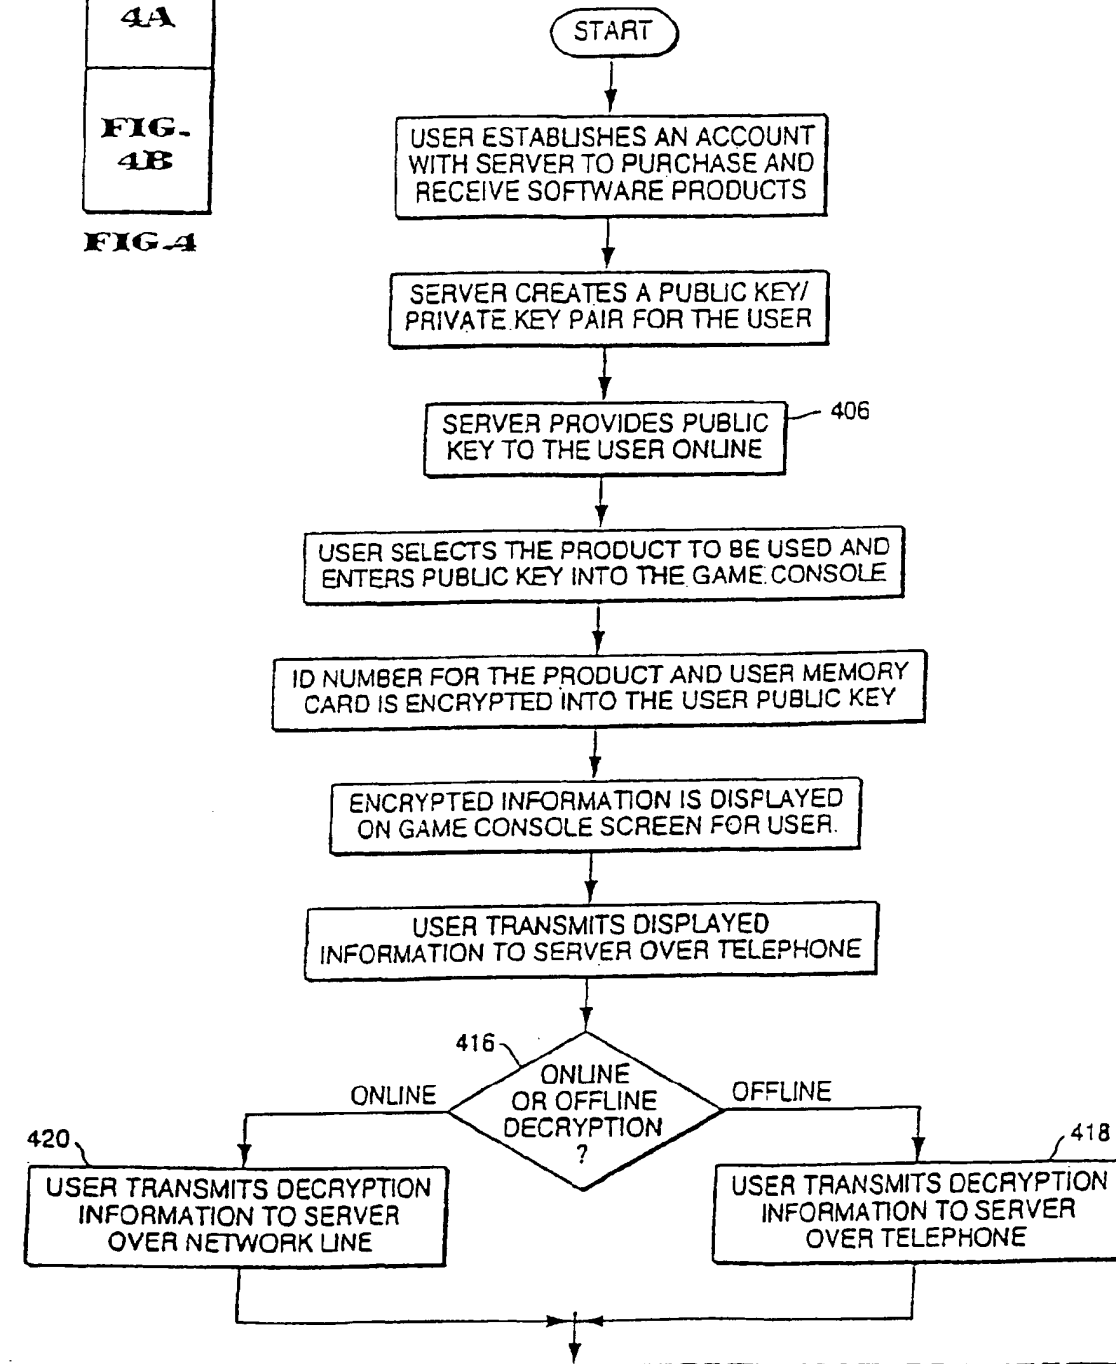 4A
FIG.
4B
FIG.4
START
USER ESTABLISHES AN ACCOUNT
WITH SERVER TO PURCHASE AND
RECEIVE SOFTWARE PRODUCTS
SERVER CREATES A PUBLIC KEY/
PRIVATE KEY PAIR FOR THE USER
SERVER PROVIDES PUBLIC
KEY TO THE USER ONLINE
406
USER SELECTS THE PRODUCT TO BE USED AND
ENTERS PUBLIC KEY INTO THE GAME CONSOLE
ID NUMBER FOR THE PRODUCT AND USER MEMORY
CARD IS ENCRYPTED INTO THE USER PUBLIC KEY
ENCRYPTED INFORMATION IS DISPLAYED
ON GAME CONSOLE SCREEN FOR USER.
USER TRANSMITS DISPLAYED
INFORMATION TO SERVER OVER TELEPHONE
416
ONLINE
OR OFFLINE
DECRYPTION
?
ONLINE
OFFLINE
420
USER TRANSMITS DECRYPTION
INFORMATION TO SERVER
OVER NETWORK LINE
418
USER TRANSMITS DECRYPTION
INFORMATION TO SERVER
OVER TELEPHONE